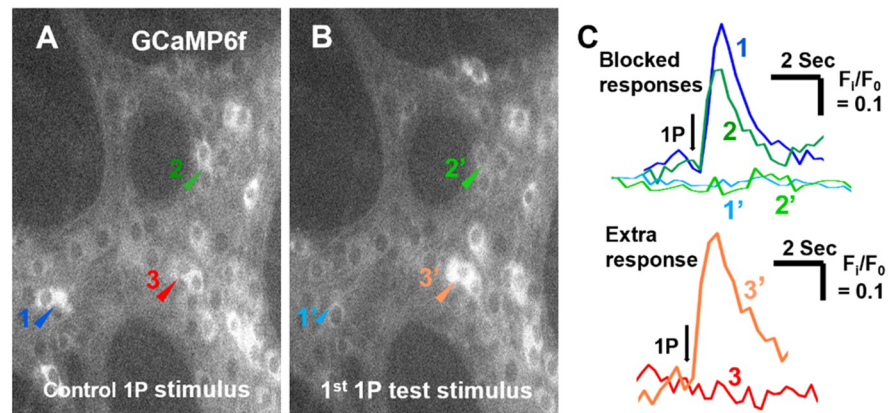 A
GCaMP6f
2
3
1
Control 1P stimulus
B
2'
3'
1'
1st 1P test stimulus
C
Blocked
responses
1
2 Sec
Fi/F0
= 0.1
1P
2
1'
2'
Extra
response
2 Sec
Fi/F0
= 0.1
3'
1P
3